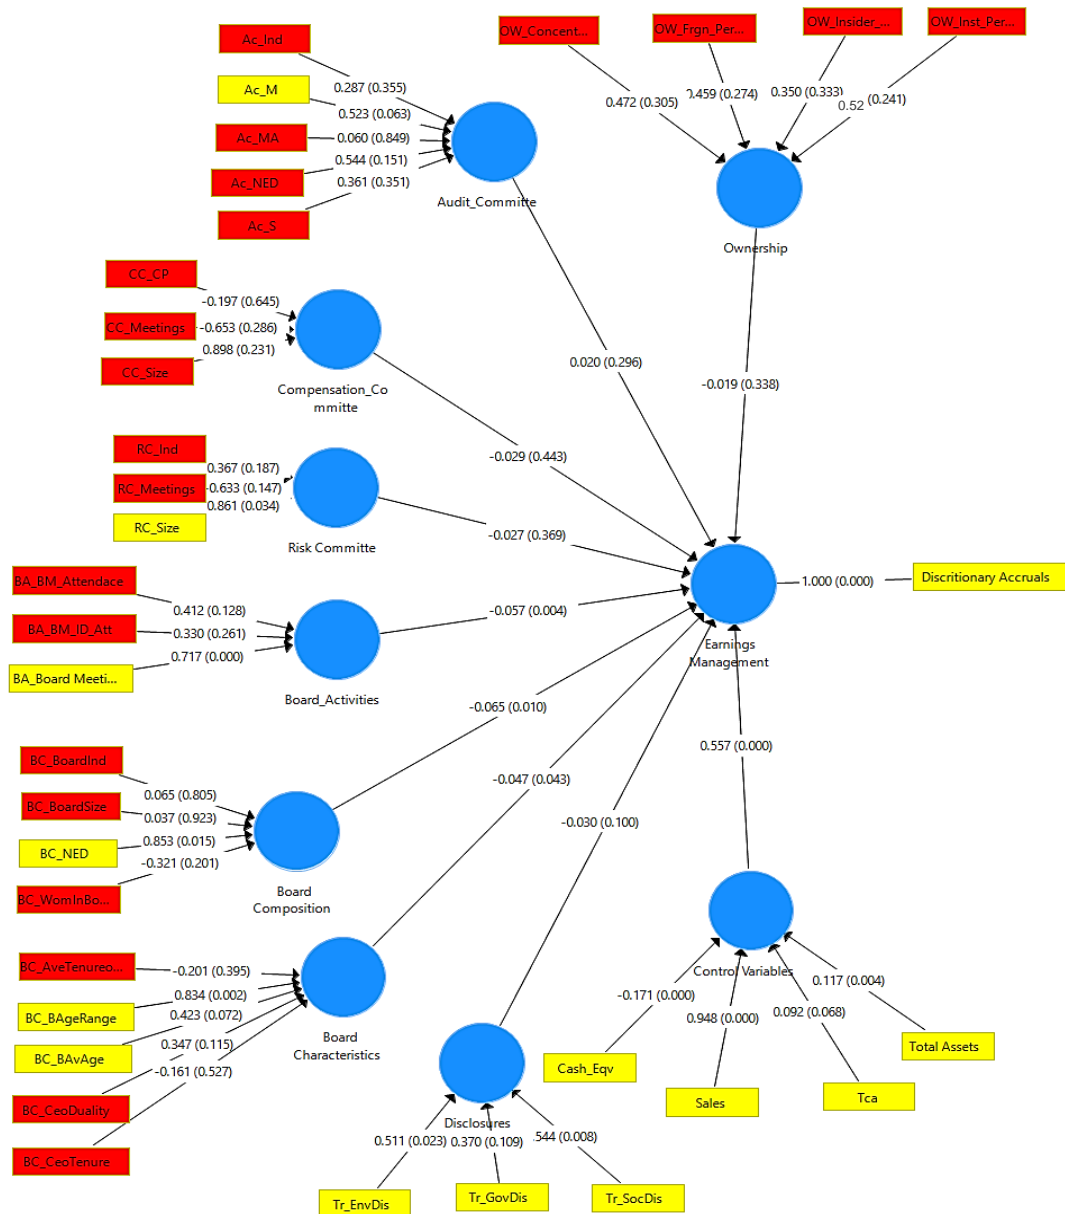 Ac_Ind
Ac_M
Ac_MA
Ac_NED
Ac_S
0.287 (0.355)
0.523 (0.063)
0.060 (0.849)
0.544 (0.151)
0.361 (0.351)
Audit_Committe
OW_Concent...
OW_Frgn_Per...
OW_Insider_...
OW_Inst_Per...
0.472 (0.305)
.459 (0.274)
0.350 (0.333)
0.52 (0.241)
Ownership
CC_CP
CC_Meetings
CC_Size
-0.197 (0.645)
-0.653 (0.286)
0.898 (0.231)
Compensation_Co
mmitte
0.020 (0.296)
-0.019 (0.338)
-0.029 (0.443)
RC_Ind
RC_Meetings
RC_Size
0.367 (0.187)
-0.633 (0.147)
0.861 (0.034)
Risk Committe
-0.027 (0.369)
BA_BM_Attendace
BA_BM_ID_Att
BA_Board Meeti...
0.412 (0.128)
0.330 (0.261)
0.717 (0.000)
Board_Activities
-0.057 (0.004)
1.000 (0.000)
Discritionary Accruals
Earnings
Management
BC_BoardInd
BC_BoardSize
BC_NED
BC_WomInBo...
0.065 (0.805)
0.037 (0.923)
0.853 (0.015)
-0.321 (0.201)
Board
Composition
-0.065 (0.010)
-0.047 (0.043)
-0.030 (0.100)
0.557 (0.000)
BC_AveTenureo...
BC_BAgeRange
BC_BAvAge
BC_CeoDuality
BC_CeoTenure
-0.201 (0.395)
0.834 (0.002)
0.423 (0.072)
0.347 (0.115)
-0.161 (0.527)
Board
Characteristics
Disclosures
0.511 (0.023)
0.370 (0.109)
.544 (0.008)
Tr_EnvDis
Tr_GovDis
Tr_SocDis
Control Variables
-0.171 (0.000)
0.948 (0.000)
0.092 (0.068)
0.117 (0.004)
Cash_Eqv
Sales
Tca
Total Assets